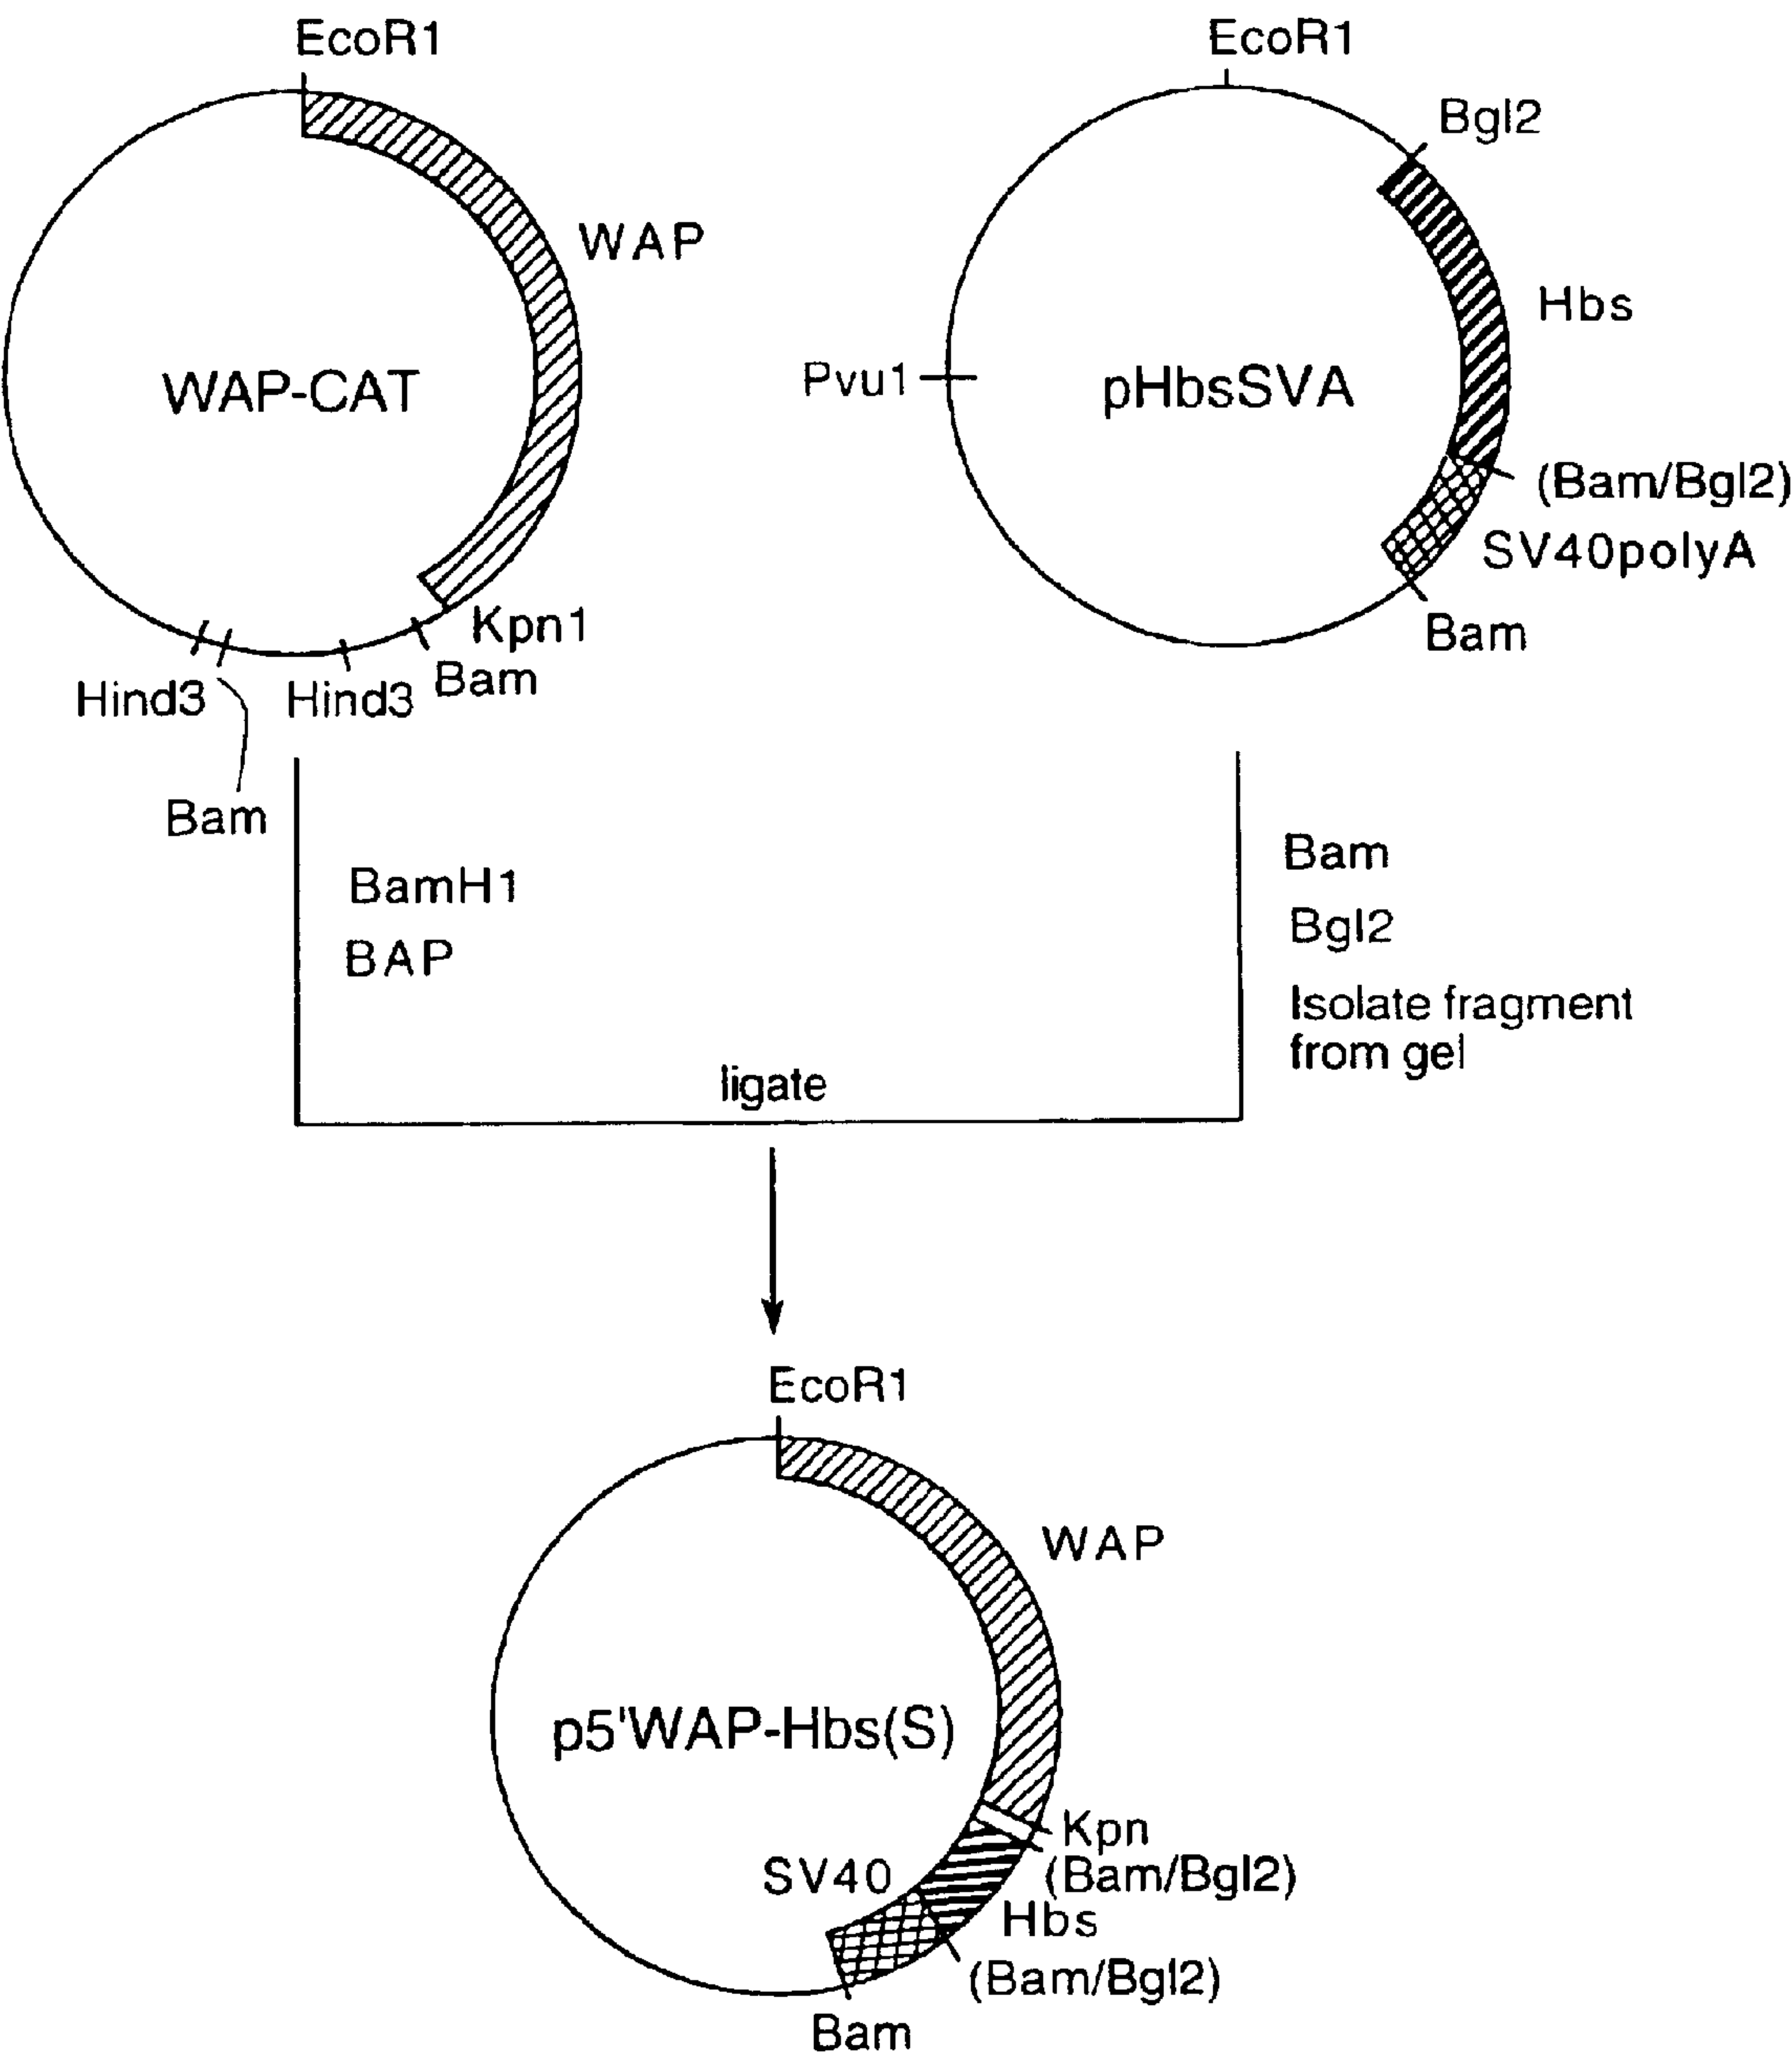 EcoR1
WAP
WAP-CAT
Kpn1
Bam
Hind3
Hind3
Bam
EcoR1
Bgl2
Hbs
Pvu1
pHbsSVA
(Bam/Bgl2)
SV40polyA
Bam
BamH1
BAP
Bam
Bgl2
Isolate fragment
from gel
ligate
EcoR1
WAP
p5'WAP-Hbs(S)
Kpn
(Bam/Bgl2)
SV40
Hbs
(Bam/Bgl2)
Bam